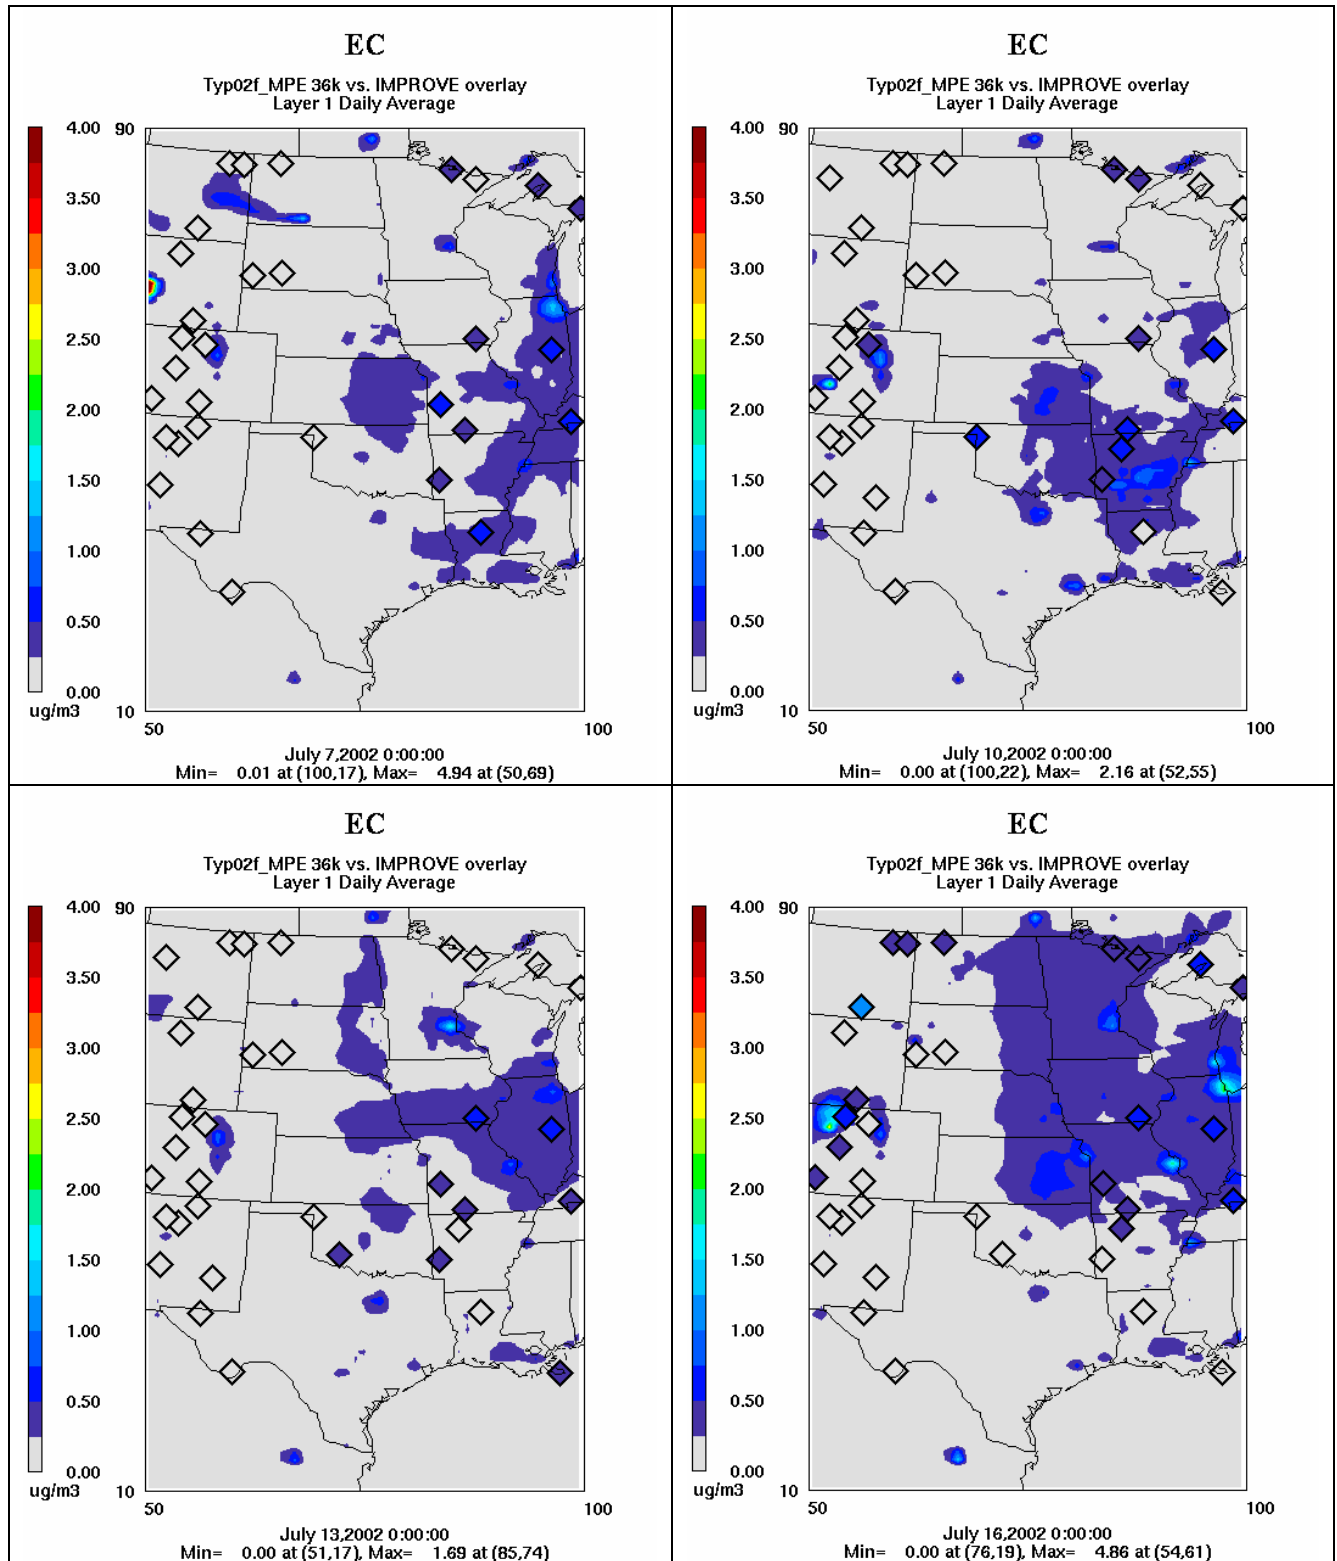 EC
Typ02f_MPE 36k vs. IMPROVE overlay
Layer 1 Daily Average
4.00
3.50
3.00
2.50
2.00
1.50
1.00
0.50
0.00
ug/m3
90
10
50
100
July 7,2002 0:00:00
Min= 0.01 at (100,17), Max= 4.94 at (50,69)
EC
Typ02f_MPE 36k vs. IMPROVE overlay
Layer 1 Daily Average
4.00
3.50
3.00
2.50
2.00
1.50
1.00
0.50
0.00
ug/m3
90
10
50
100
July 10,2002 0:00:00
Min= 0.00 at (100,22), Max= 2.16 at (52,55)
EC
Typ02f_MPE 36k vs. IMPROVE overlay
Layer 1 Daily Average
4.00
3.50
3.00
2.50
2.00
1.50
1.00
0.50
0.00
ug/m3
90
10
50
100
July 13,2002 0:00:00
Min= 0.00 at (51,17), Max= 1.69 at (85,74)
EC
Typ02f_MPE 36k vs. IMPROVE overlay
Layer 1 Daily Average
4.00
3.50
3.00
2.50
2.00
1.50
1.00
0.50
0.00
ug/m3
90
10
50
100
July 16,2002 0:00:00
Min= 0.00 at (76,19), Max= 4.86 at (54,61)